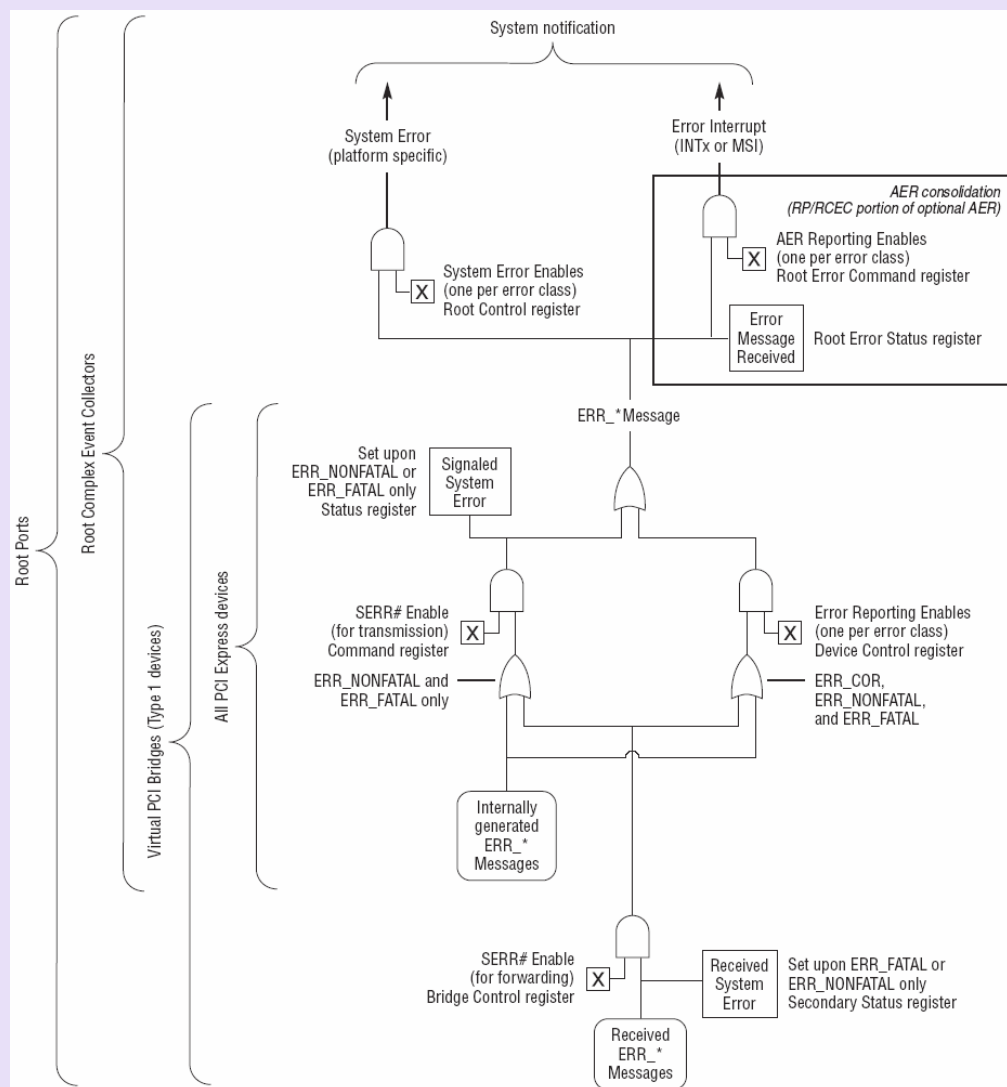 System notification
System Error
(platform specific)
Error Interrupt
(INTx or MSI)
AER consolidation
(RP/RCEC portion of optional AER)
AER Reporting Enables
(one per error class)
Root Error Command register
X
System Error Enables
(one per error class)
Root Control register
X
Error
Message
Received
Root Error Status register
ERR_*Message
Set upon
ERR_NONFATAL or
ERR_FATAL only
Status register
Signaled
System
Error
SERR# Enable
(for transmission)
Command register
X
Error Reporting Enables
(one per error class)
Device Control register
X
ERR_NONFATAL and
ERR_FATAL only
ERR_COR,
ERR_NONFATAL,
and ERR_FATAL
Internally
generated
ERR_*
Messages
SERR# Enable
(for forwarding)
Bridge Control register
X
Received
System
Error
Set upon ERR_FATAL or
ERR_NONFATAL only
Secondary Status register
Received
ERR_*
Messages
Root Ports
Root Complex Event Collectors
Virtual PCI Bridges (Type 1 devices)
All PCI Express devices